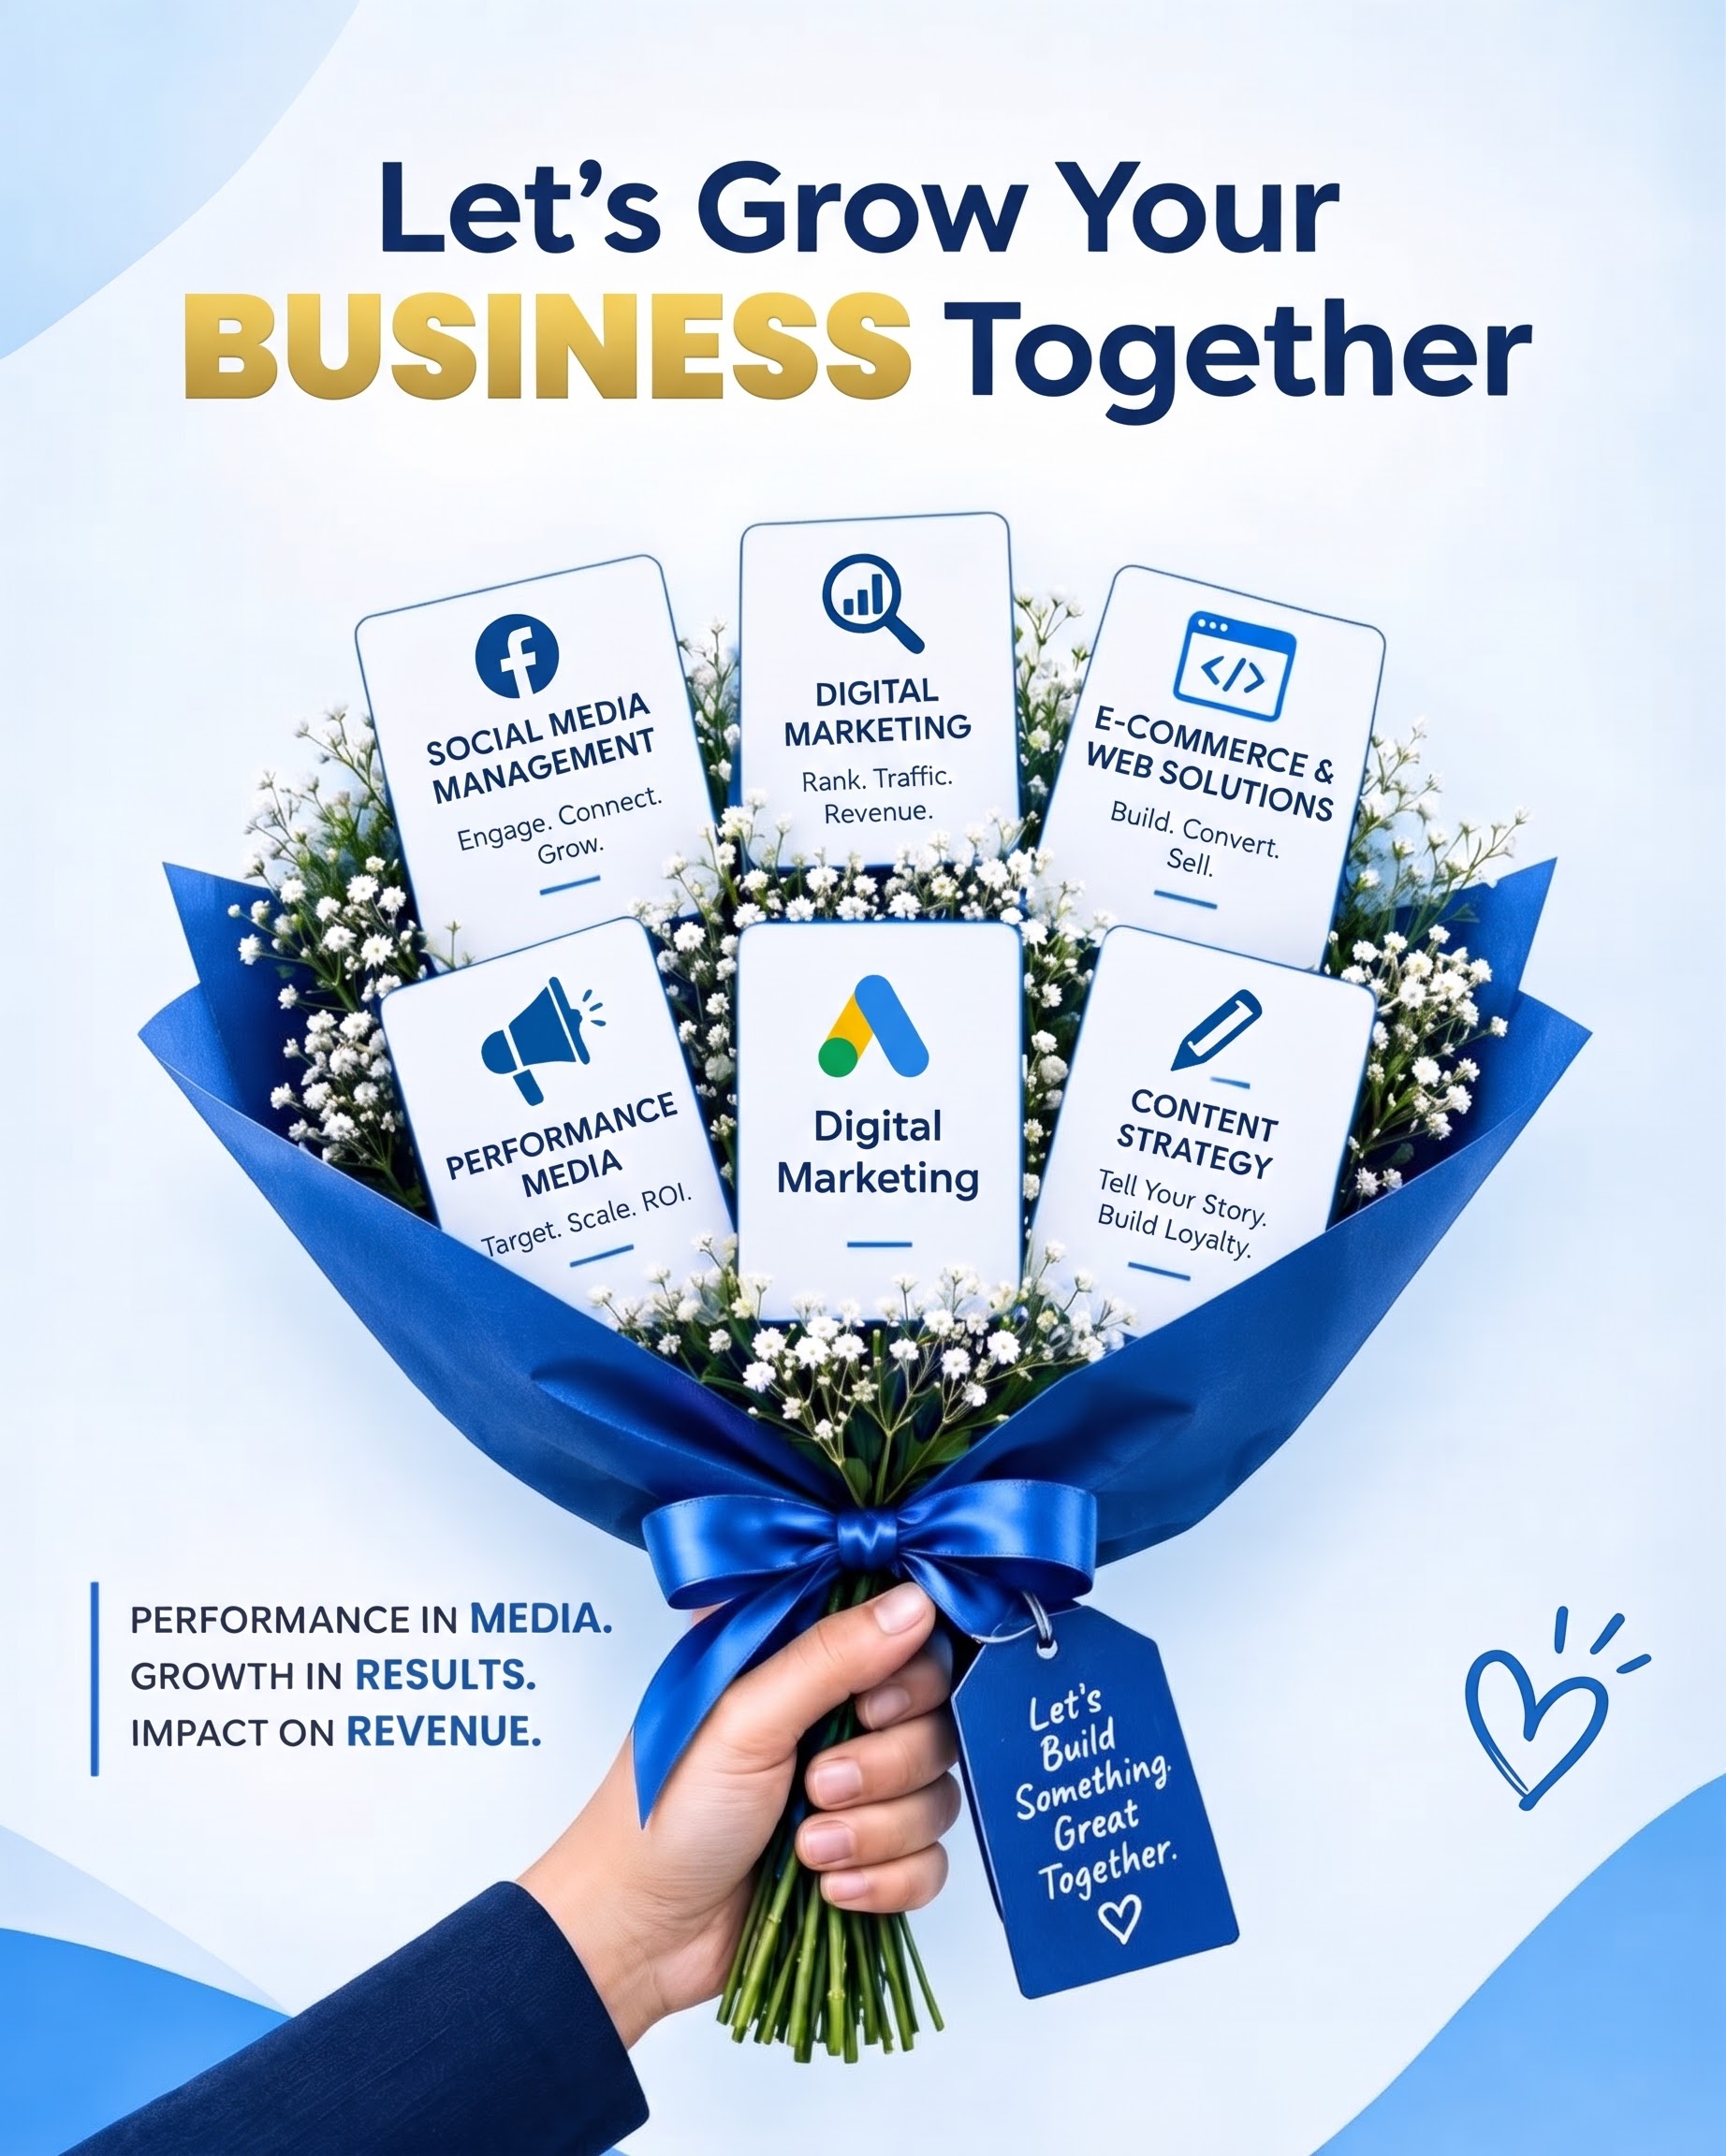 Let's Grow Your
BUSINESS Together
SOCIAL MEDIA
MANAGEMENT
Engage. Connect.
Grow.
DIGITAL
MARKETING
Rank. Traffic.
Revenue.
E-COMMERCE &
WEB SOLUTIONS
Build. Convert.
Sell.
PERFORMANCE
MEDIA
Target. Scale. ROI.
Digital
Marketing
CONTENT
STRATEGY
Tell Your Story.
Build Loyalty.
PERFORMANCE IN MEDIA.
GROWTH IN RESULTS.
IMPACT ON REVENUE.
Let's
Build
Something.
Great
Together.